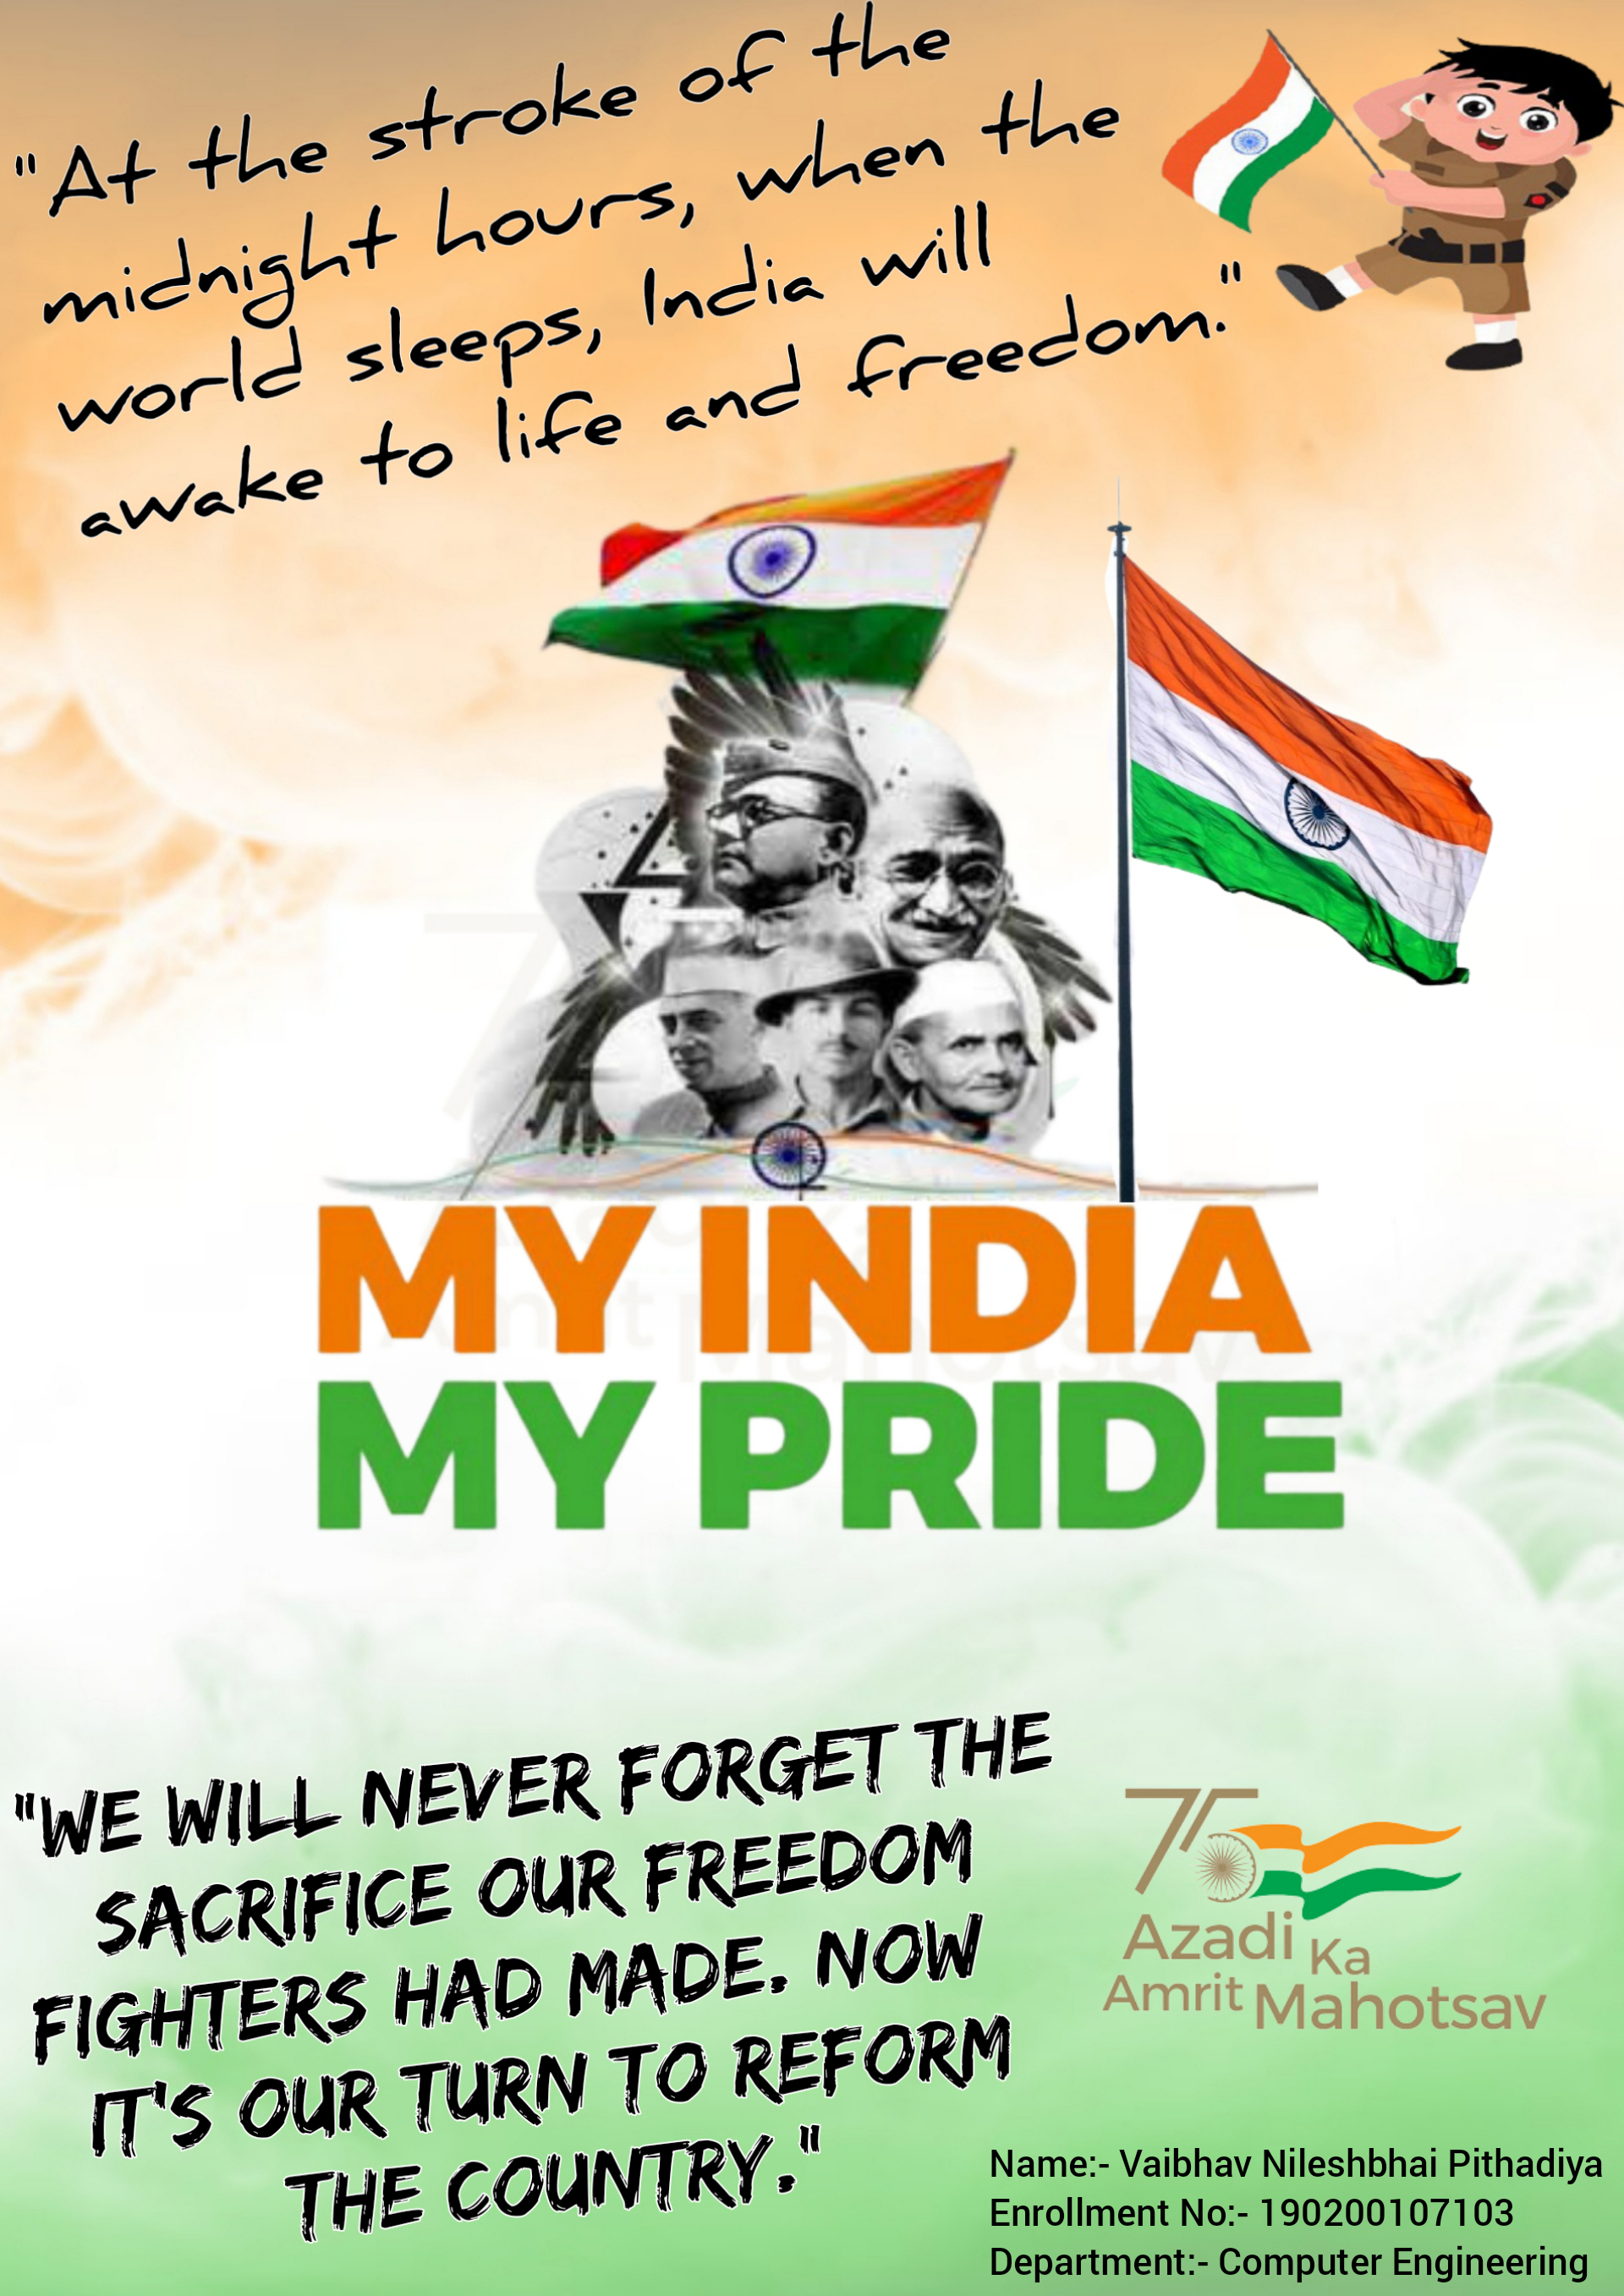 "At the stroke of the
midnight hours, when the
world sleeps, India will
awake to life and freedom."
MY INDIA
MY PRIDE
"WE WILL NEVER FORGET THE
SACRIFICE OUR FREEDOM
FIGHTERS HAD MADE. NOW
IT'S OUR TURN TO REFORM
THE COUNTRY."
75
Azadi Ka
Amrit Mahotsav
Name:- Vaibhav Nileshbhai Pithadiya
Enrollment No:- 190200107103
Department:- Computer Engineering